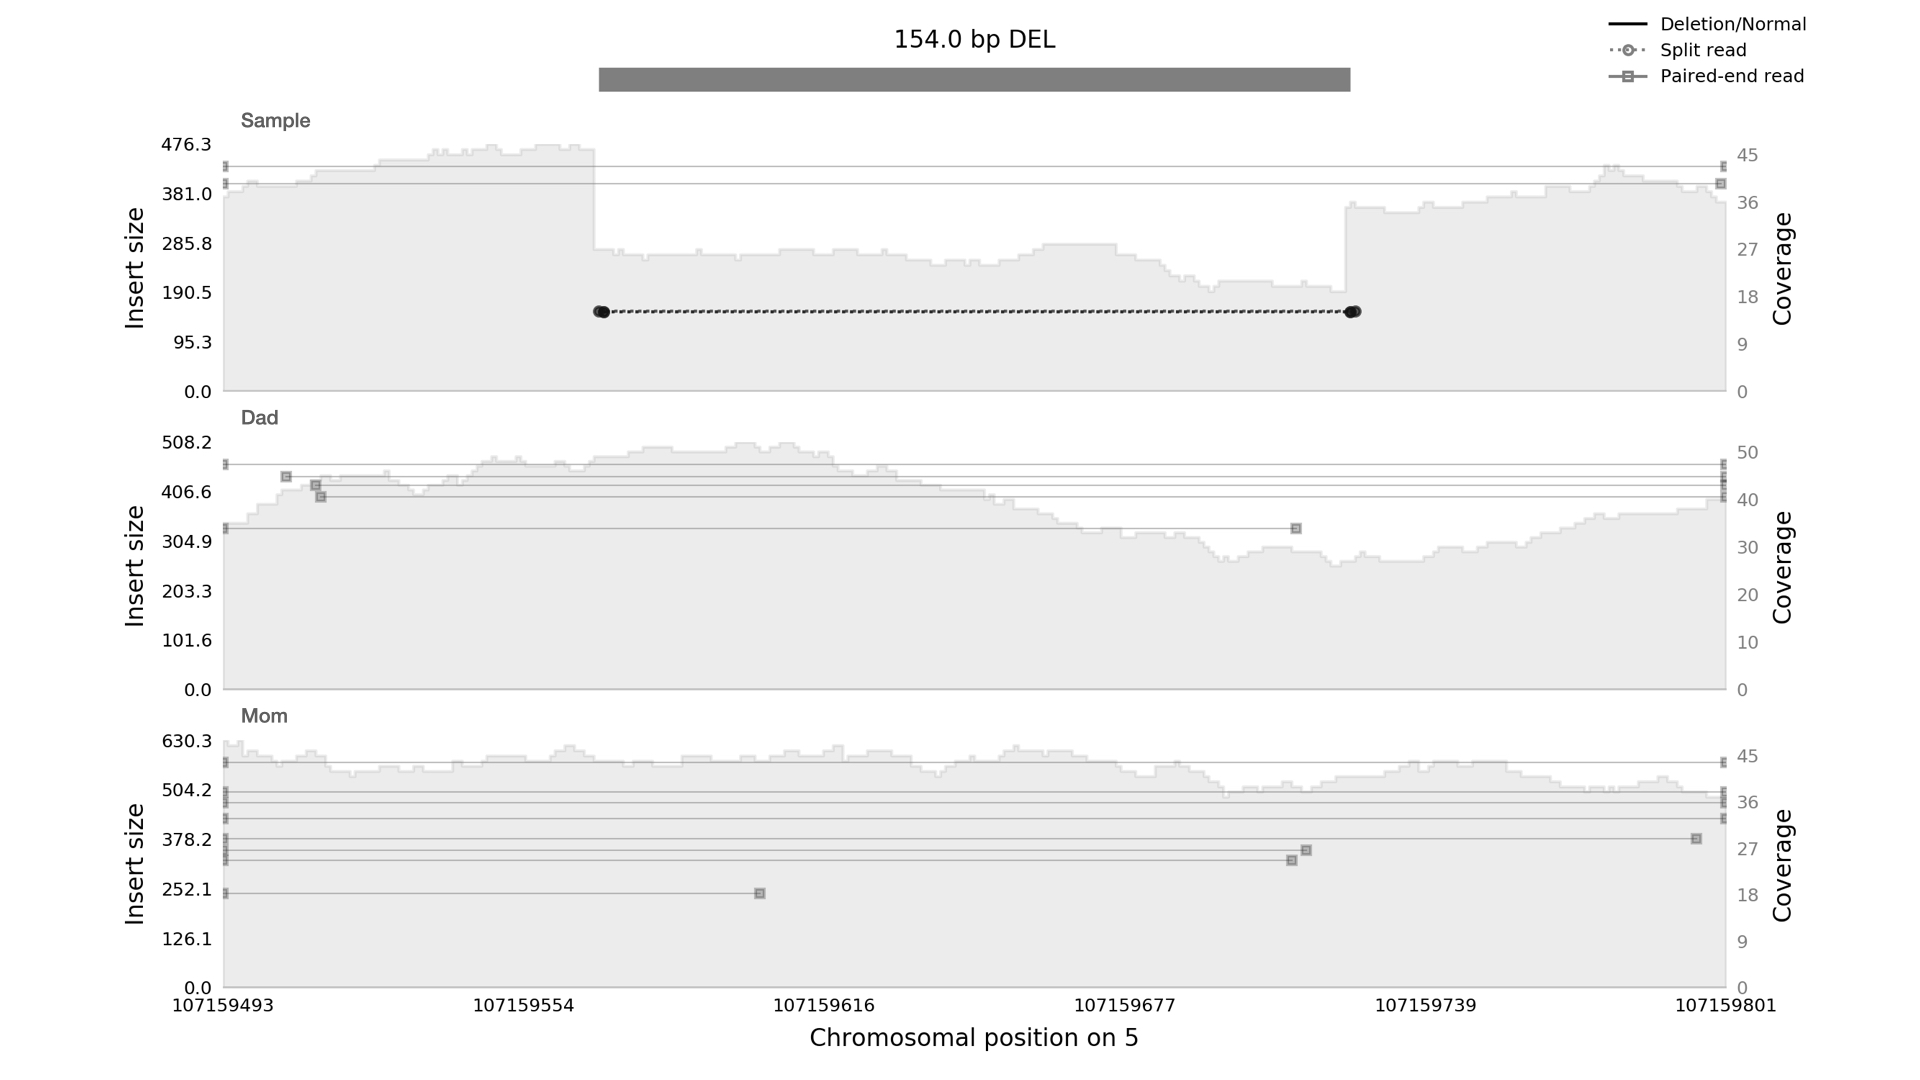 154.0 bp DEL
Deletion/Normal
Split read
Paired-end read
Sample
476.3
381.0
285.8
190.5
95.3
0.0
Insert size
45
36
27
18
9
0
Coverage
Dad
508.2
406.6
304.9
203.3
101.6
0.0
Insert size
50
40
30
20
10
0
Coverage
Mom
630.3
504.2
378.2
252.1
126.1
0.0
Insert size
45
36
27
18
9
0
Coverage
107159493 107159554 107159616 107159677 107159739 107159801
Chromosomal position on 5